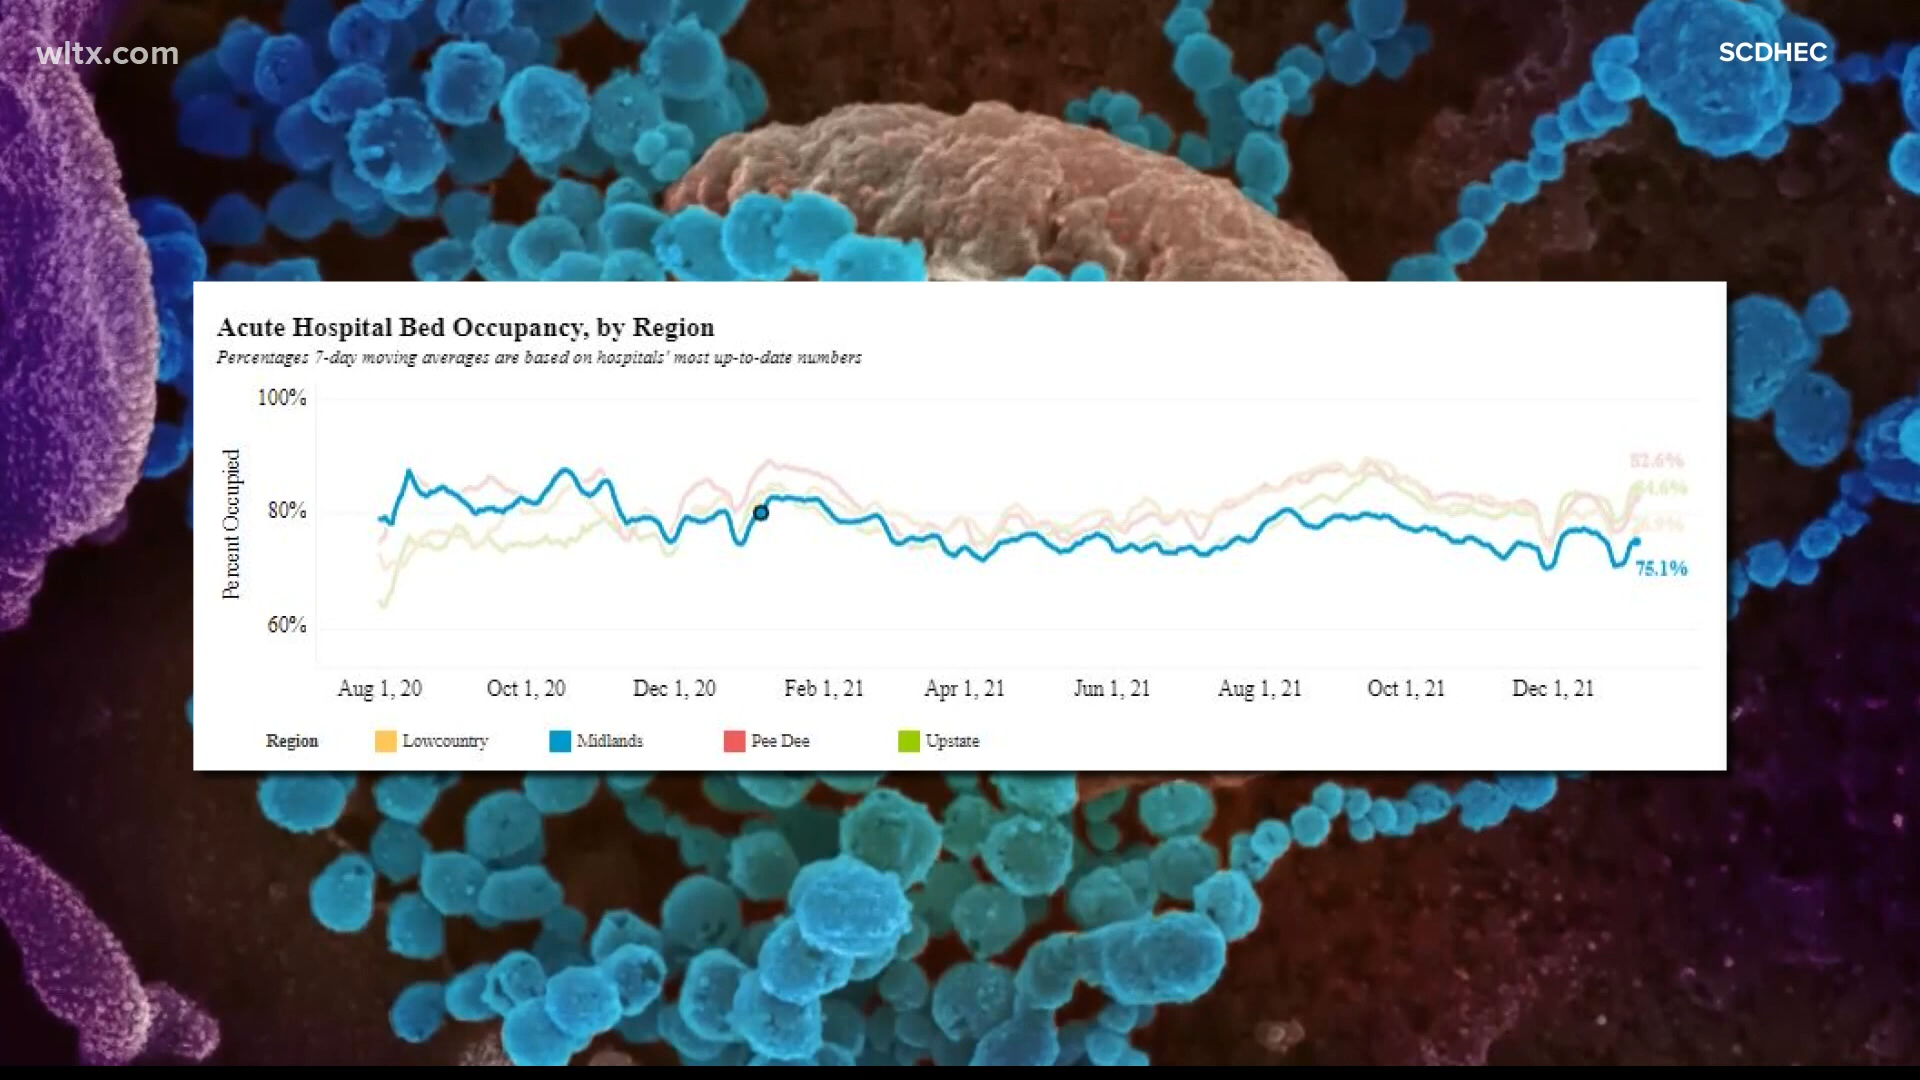 wltx.com
SCDHEC
Acute Hospital Bed Occupancy, by Region
Percentages 7-day moving averages are based on hospitals' most up-to-date numbers
100%
80%
60%
Percent Occupied
82.6%
75.1%
Aug 1, 20 Oct 1, 20 Dec 1, 20 Feb 1, 21 Apr 1, 21 Jun 1, 21 Aug 1, 21 Oct 1, 21 Dec 1, 21
Region Lowcountry Midlands Pee Dee Upstate